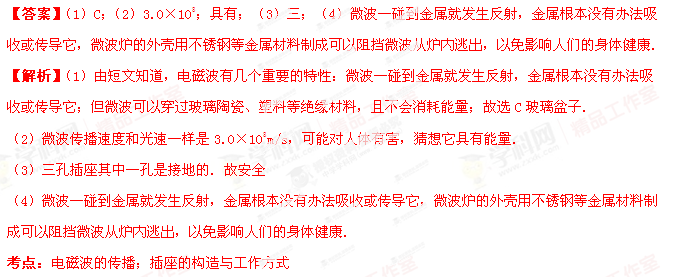 【答案】(1) C；(2) 3.0×10⁸；具有；(3) 三；(4) 微波一碰到金属就发生反射，金属根本没有办法吸
收或传导它，微波炉的外壳用不锈钢等金属材料制成可以阻挡微波从炉内逃出，以免影响人们的身体健康．
【解析】(1) 由短文知道，电磁波有几个重要的特性：微波一碰到金属就发生反射，金属根本没有办法吸
收或传导它；但微波可以穿过玻璃陶瓷、塑料等绝缘材料，且不会消耗能量；故选 C 玻璃盆子．
(2) 微波传播速度和光速一样是 3.0×10⁸m/s，可能对人体有害，猜想它具有能量．
(3) 三孔插座其中一孔是接地的．故安全
(4) 微波一碰到金属就发生反射，金属根本没有办法吸收或传导它，微波炉的外壳用不锈钢等金属材料制
成可以阻挡微波从炉内逃出，以免影响人们的身体健康．
考点：电磁波的传播；插座的构造与工作方式